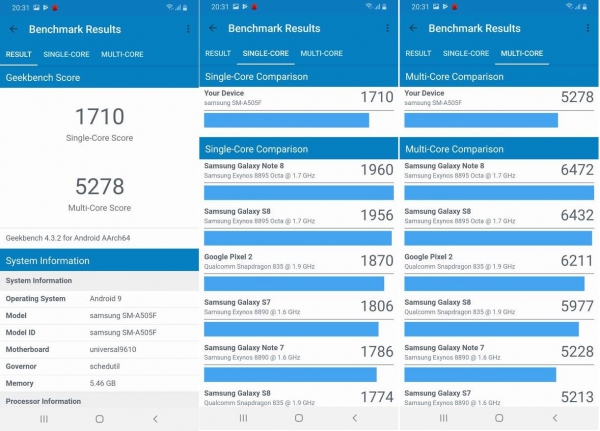 20:31
Benchmark Results
RESULT SINGLE-CORE MULTI-CORE
Geekbench Score
1710
Single-Core Score
5278
Multi-Core Score
Geekbench 4.3.2 for Android AArch64
System Information
System Information
Operating System Android 9
Model samsung SM-A505F
Model ID samsung SM-A505F
Motherboard universal9610
Governor schedutil
Memory 5.46 GB
Processor Information
20:31
Benchmark Results
RESULT SINGLE-CORE MULTI-CORE
Single-Core Comparison
Your Device 1710
samsung SM-A505F
Single-Core Comparison
Samsung Galaxy Note 8 1960
Samsung Exynos 8895 Octa @ 1.7 GHz
Samsung Galaxy S8 1956
Samsung Exynos 8895 Octa @ 1.7 GHz
Google Pixel 2 1870
Qualcomm Snapdragon 835 @ 1.9 GHz
Samsung Galaxy S7 1806
Samsung Exynos 8890 @ 1.6 GHz
Samsung Galaxy Note 7 1786
Samsung Exynos 8890 @ 1.6 GHz
Samsung Galaxy S8 1774
Qualcomm Snapdragon 835 @ 1.9 GHz
20:31
Benchmark Results
RESULT SINGLE-CORE MULTI-CORE
Multi-Core Comparison
Your Device 5278
samsung SM-A505F
Multi-Core Comparison
Samsung Galaxy Note 8 6472
Samsung Exynos 8895 Octa @ 1.7 GHz
Samsung Galaxy S8 6432
Samsung Exynos 8895 Octa @ 1.7 GHz
Google Pixel 2 6211
Qualcomm Snapdragon 835 @ 1.9 GHz
Samsung Galaxy S8 5977
Qualcomm Snapdragon 835 @ 1.9 GHz
Samsung Galaxy Note 7 5228
Samsung Exynos 8890 @ 1.6 GHz
Samsung Galaxy S7 5213
Samsung Exynos 8890 @ 1.6 GHz